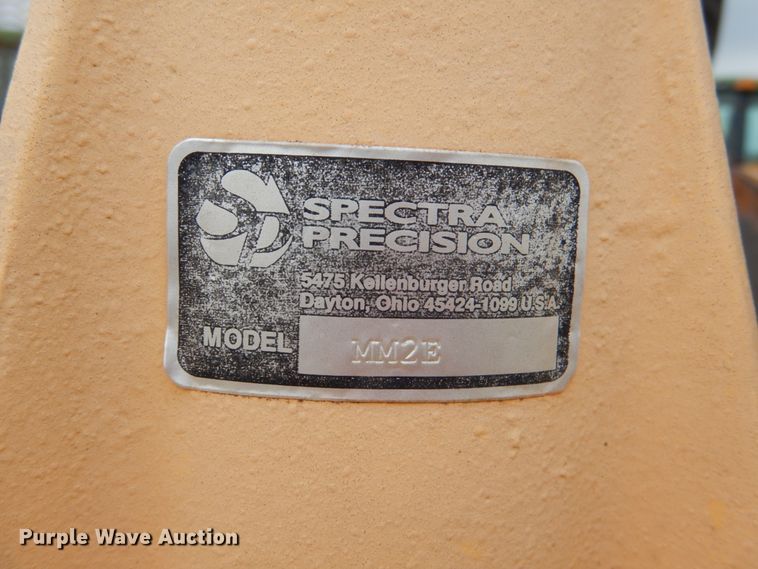 SPECTRA
PRECISION
5475 Kellenburger Road
Dayton, Ohio 45424-1099 U.S.A.
MODEL MM2E
Purple Wave Auction